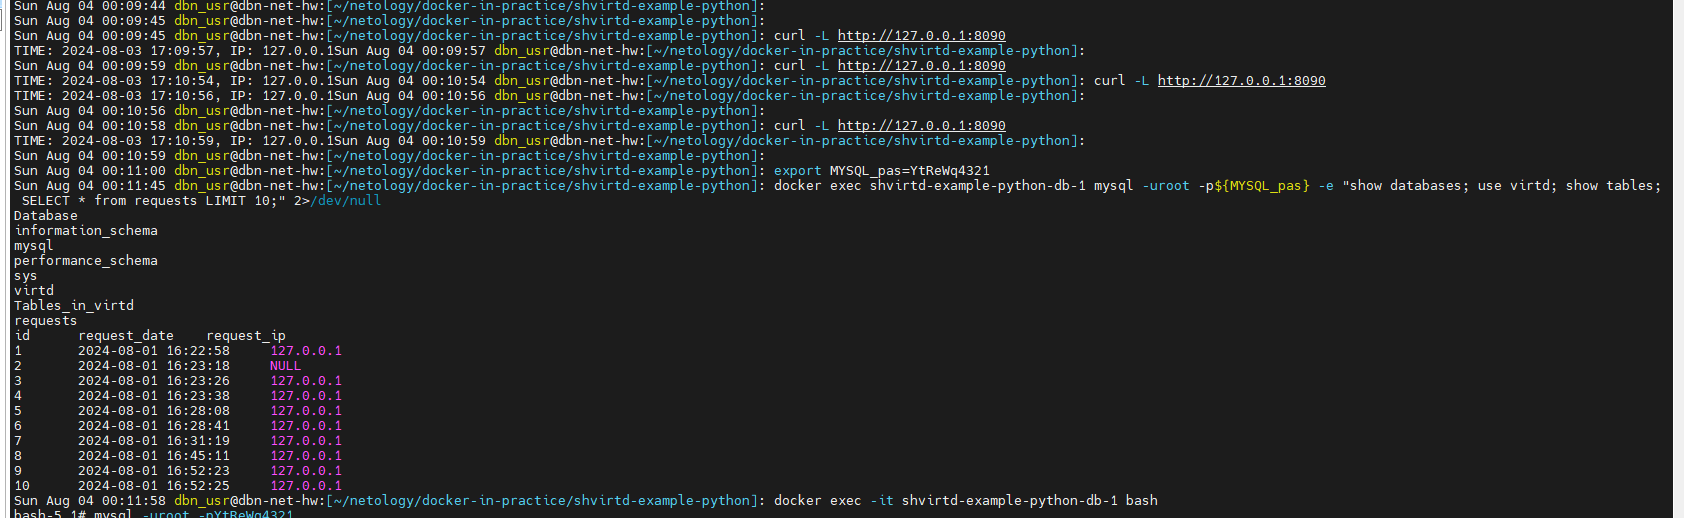 Sun Aug 04 00:09:44 dbn_usr@dbn-net-hw:[~/netology/docker-in-practice/shvirtd-example-python]:
Sun Aug 04 00:09:45 dbn_usr@dbn-net-hw:[~/netology/docker-in-practice/shvirtd-example-python]:
Sun Aug 04 00:09:45 dbn_usr@dbn-net-hw:[~/netology/docker-in-practice/shvirtd-example-python]: curl -L http://127.0.0.1:8090
TIME: 2024-08-03 17:09:57, IP: 127.0.0.1Sun Aug 04 00:09:57 dbn_usr@dbn-net-hw:[~/netology/docker-in-practice/shvirtd-example-python]:
Sun Aug 04 00:09:59 dbn_usr@dbn-net-hw:[~/netology/docker-in-practice/shvirtd-example-python]: curl -L http://127.0.0.1:8090
TIME: 2024-08-03 17:10:54, IP: 127.0.0.1Sun Aug 04 00:10:54 dbn_usr@dbn-net-hw:[~/netology/docker-in-practice/shvirtd-example-python]: curl -L http://127.0.0.1:8090
TIME: 2024-08-03 17:10:56, IP: 127.0.0.1Sun Aug 04 00:10:56 dbn_usr@dbn-net-hw:[~/netology/docker-in-practice/shvirtd-example-python]:
Sun Aug 04 00:10:56 dbn_usr@dbn-net-hw:[~/netology/docker-in-practice/shvirtd-example-python]:
Sun Aug 04 00:10:58 dbn_usr@dbn-net-hw:[~/netology/docker-in-practice/shvirtd-example-python]: curl -L http://127.0.0.1:8090
TIME: 2024-08-03 17:10:59, IP: 127.0.0.1Sun Aug 04 00:10:59 dbn_usr@dbn-net-hw:[~/netology/docker-in-practice/shvirtd-example-python]:
Sun Aug 04 00:10:59 dbn_usr@dbn-net-hw:[~/netology/docker-in-practice/shvirtd-example-python]:
Sun Aug 04 00:11:00 dbn_usr@dbn-net-hw:[~/netology/docker-in-practice/shvirtd-example-python]: export MYSQL_pas=YtReWq4321
Sun Aug 04 00:11:45 dbn_usr@dbn-net-hw:[~/netology/docker-in-practice/shvirtd-example-python]: docker exec shvirtd-example-python-db-1 mysql -uroot -p${MYSQL_pas} -e "show databases; use virtd; show tables;
SELECT * from requests LIMIT 10;" 2>/dev/null
Database
information_schema
mysql
performance_schema
sys
virtd
Tables_in_virtd
requests
id request_date request_ip
1 2024-08-01 16:22:58 127.0.0.1
2 2024-08-01 16:23:18 NULL
3 2024-08-01 16:23:26 127.0.0.1
4 2024-08-01 16:23:38 127.0.0.1
5 2024-08-01 16:28:08 127.0.0.1
6 2024-08-01 16:28:41 127.0.0.1
7 2024-08-01 16:31:19 127.0.0.1
8 2024-08-01 16:45:11 127.0.0.1
9 2024-08-01 16:52:23 127.0.0.1
10 2024-08-01 16:52:25 127.0.0.1
Sun Aug 04 00:11:58 dbn_usr@dbn-net-hw:[~/netology/docker-in-practice/shvirtd-example-python]: docker exec -it shvirtd-example-python-db-1 bash
bash-5.1# mysql -uroot -pYtReWq4321